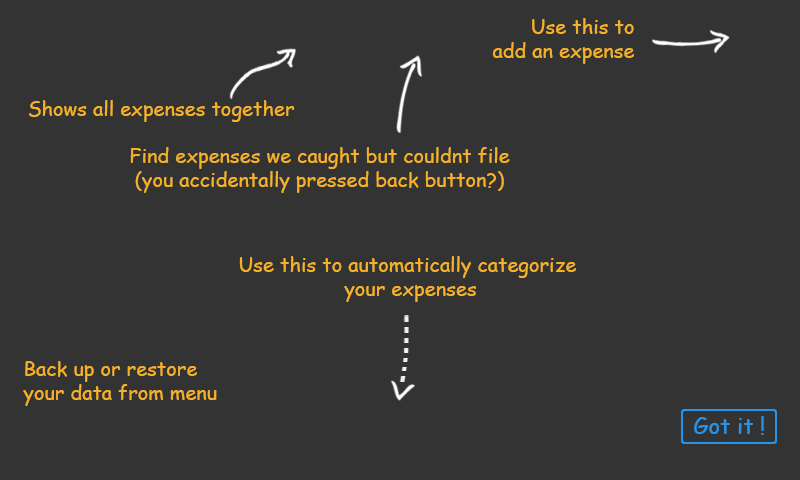 Use this to
add an expense
Shows all expenses together
Find expenses we caught but couldnt file
(you accidentally pressed back button?)
Use this to automatically categorize
your expenses
Back up or restore
your data from menu
Got it !